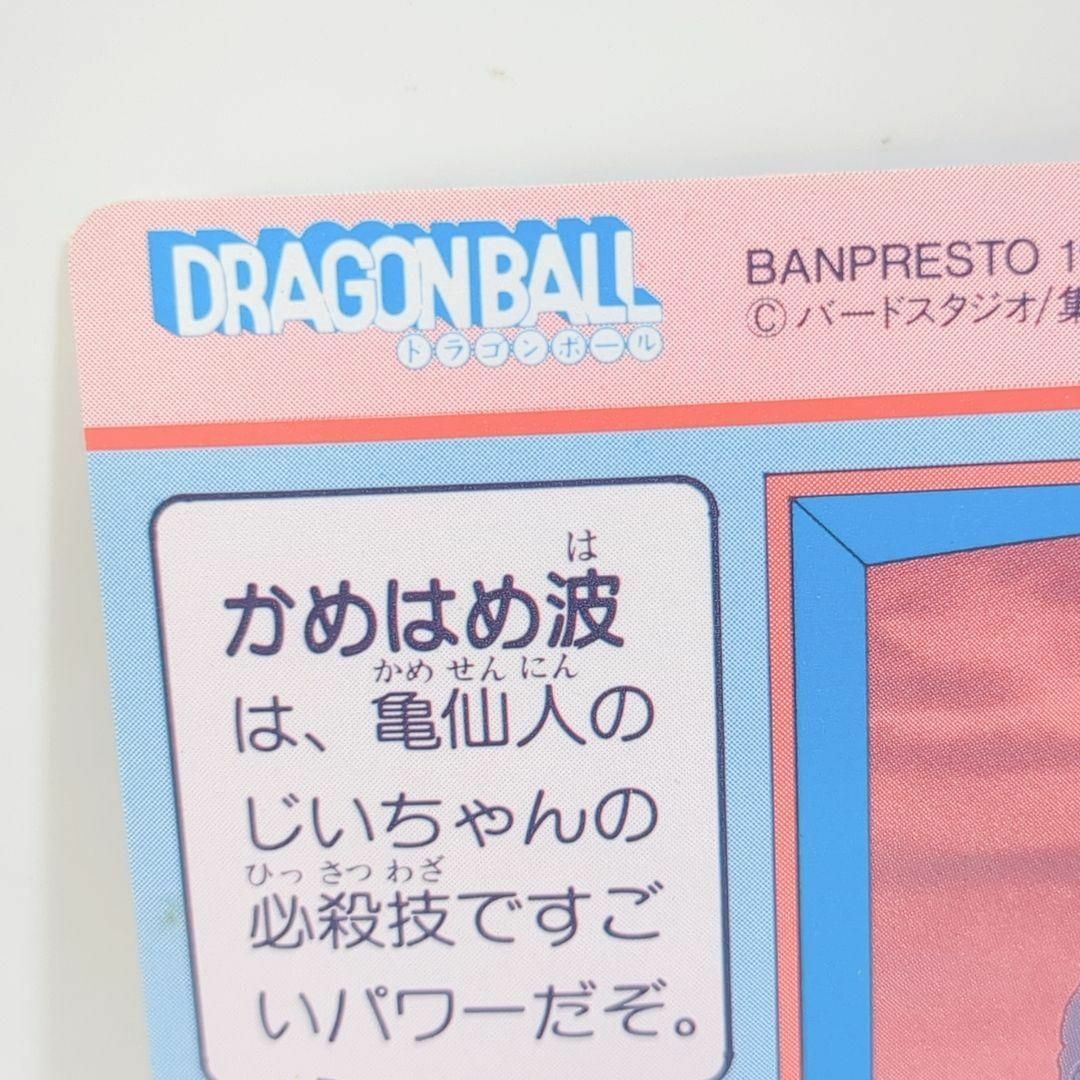 DRAGON BALL
ドラゴンボール
BANPRESTO 1
©バードスタジオ/集
は
かめはめ波
かめ せん にん
は、亀仙人の
じいちゃんの
ひっ さつ わざ
必殺技ですご
いパワーだぞ。